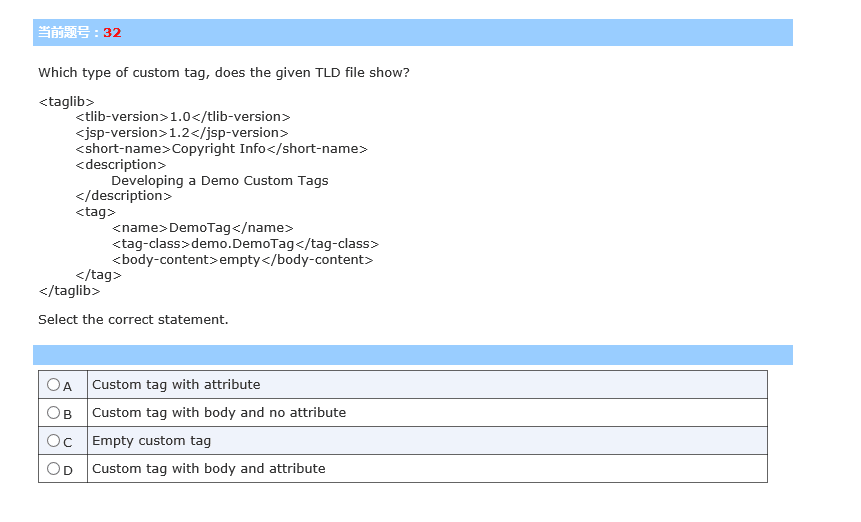 当前题号：32
Which type of custom tag, does the given TLD file show?
<taglib>
<tlib-version>1.0</tlib-version>
<jsp-version>1.2</jsp-version>
<short-name>Copyright Info</short-name>
<description>
Developing a Demo Custom Tags
</description>
<tag>
<name>DemoTag</name>
<tag-class>demo.DemoTag</tag-class>
<body-content>empty</body-content>
</tag>
</taglib>
Select the correct statement.
A Custom tag with attribute
B Custom tag with body and no attribute
C Empty custom tag
D Custom tag with body and attribute